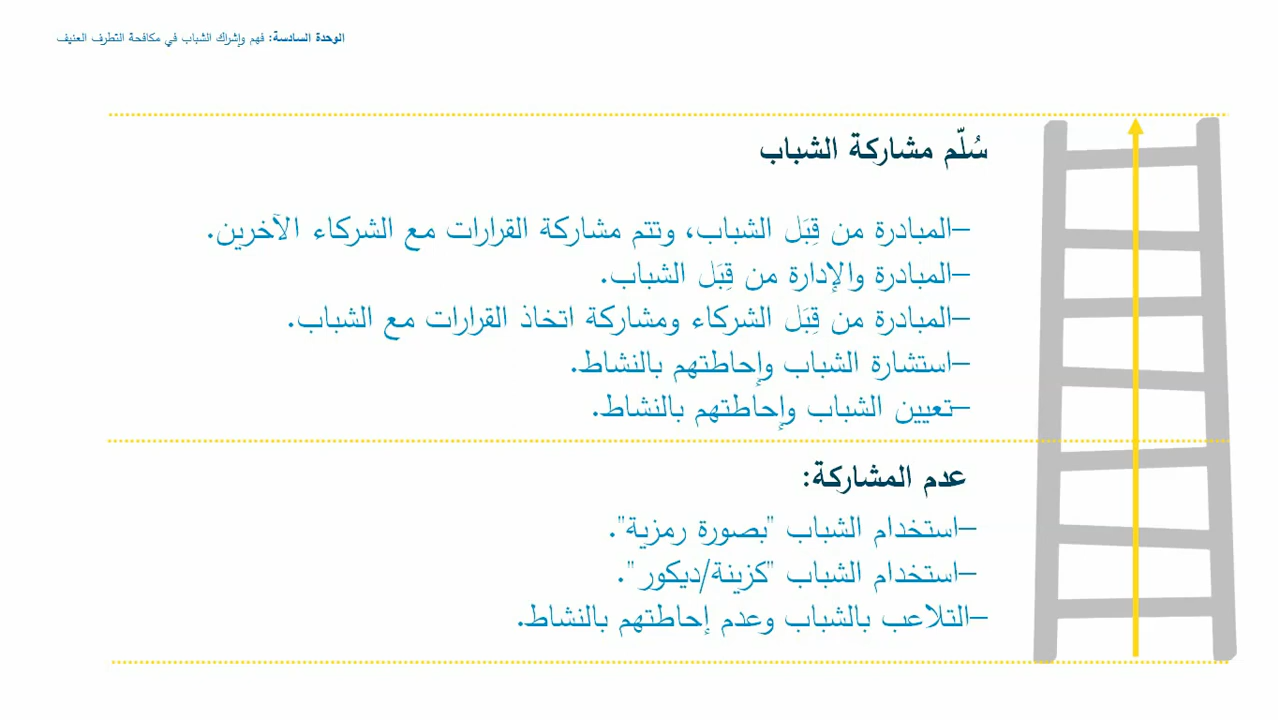 الوحدة السادسة: فهم وإشراك الشباب في مكافحة التطرف العنيف
سُلّم مشاركة الشباب
–المبادرة من قِبَل الشباب، وتتم مشاركة القرارات مع الشركاء الآخرين.
–المبادرة والإدارة من قِبَل الشباب.
–المبادرة من قِبَل الشركاء ومشاركة اتخاذ القرارات مع الشباب.
–استشارة الشباب وإحاطتهم بالنشاط.
–تعيين الشباب وإحاطتهم بالنشاط.
عدم المشاركة:
–استخدام الشباب "بصورة رمزية".
–استخدام الشباب "كزينة/ديكور".
–التلاعب بالشباب وعدم إحاطتهم بالنشاط.